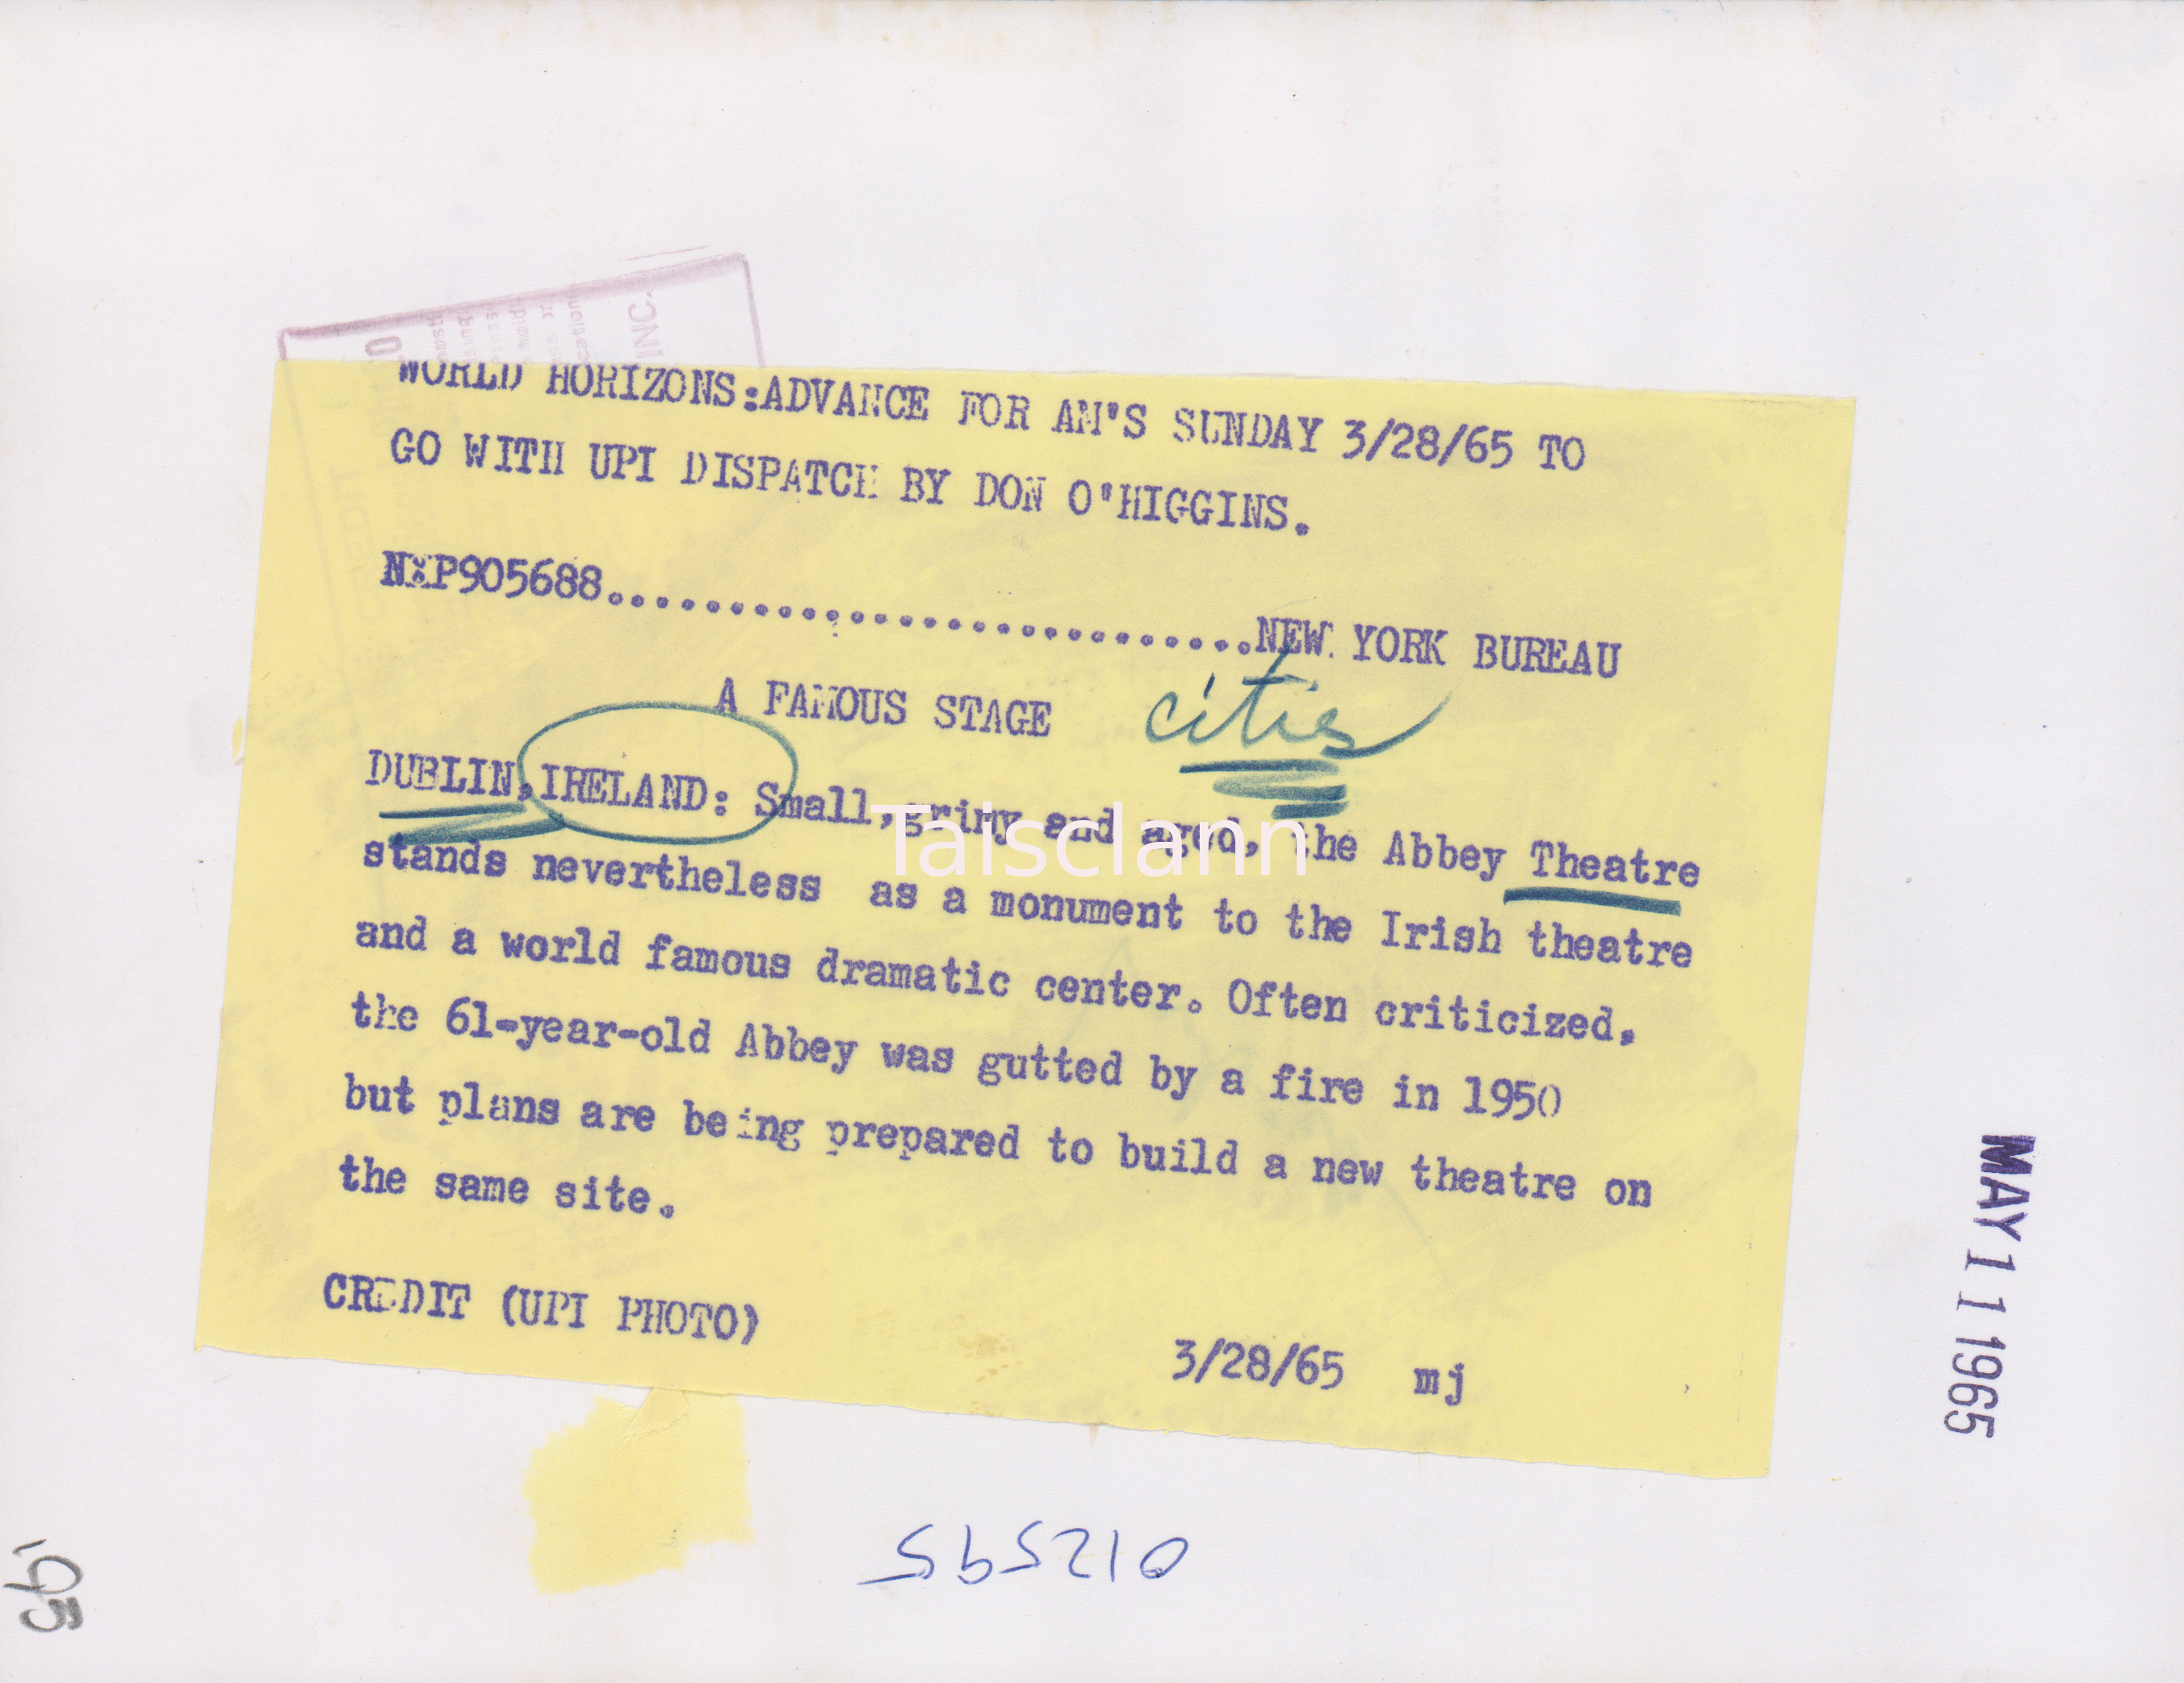 INC.
WORLD HORIZONS:ADVANCE FOR AM'S SUNDAY 3/28/65 TO
GO WITH UPI DISPATCH BY DON O'HIGGINS.
NXP905688...........................NEW YORK BUREAU
A FAMOUS STAGE cities
DUBLIN,IRELAND: Small,grimy and aged, the Abbey Theatre
stands nevertheless as a monument to the Irish theatre
and a world famous dramatic center. Often criticized,
the 61-year-old Abbey was gutted by a fire in 1950
but plans are being prepared to build a new theatre on
the same site.
CREDIT (UPI PHOTO)
3/28/65 mj
Taisclann
MAY 11 1965
012595